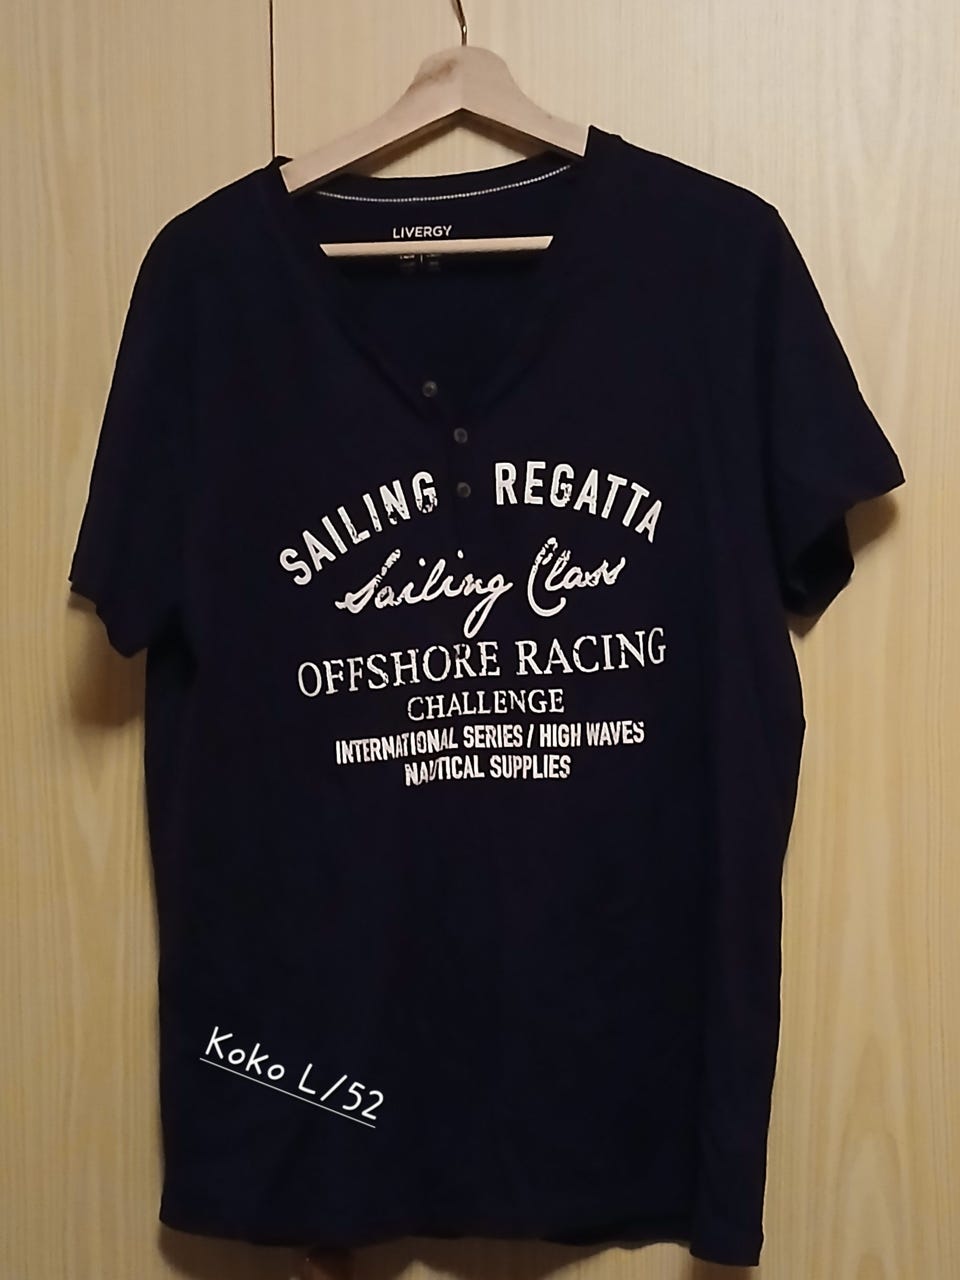 LIVERGY
SAILING REGATTA
Sailing Class
OFFSHORE RACING
CHALLENGE
INTERNATIONAL SERIES / HIGH WAVES
NAUTICAL SUPPLIES
Koko L/52